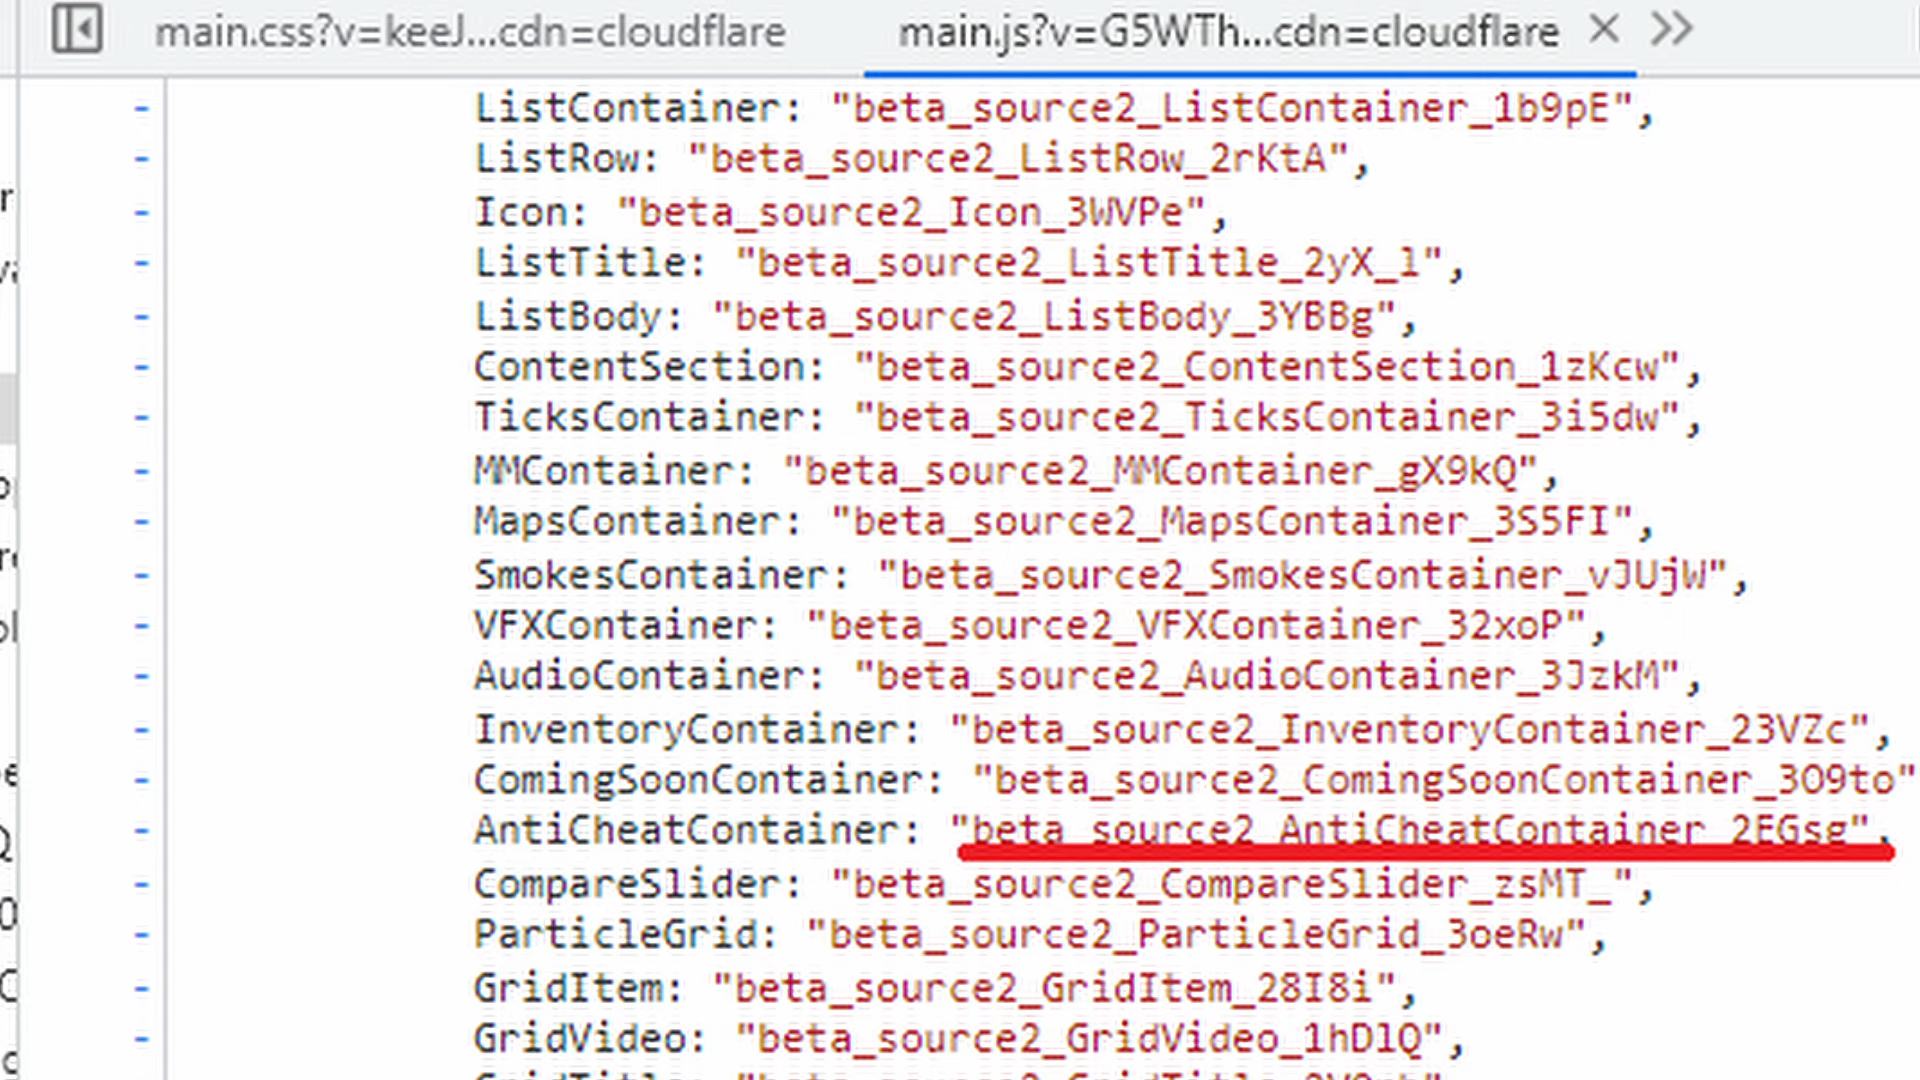 main.css?v=keeJ...cdn=cloudflare main.js?v=G5WTh...cdn=cloudflare
ListContainer: "beta_source2_ListContainer_1b9pE",
ListRow: "beta_source2_ListRow_2rKtA",
Icon: "beta_source2_Icon_3WVPe",
ListTitle: "beta_source2_ListTitle_2yX_l",
ListBody: "beta_source2_ListBody_3YBBg",
ContentSection: "beta_source2_ContentSection_1zKcw",
TicksContainer: "beta_source2_TicksContainer_3i5dw",
MMContainer: "beta_source2_MMContainer_gX9kQ",
MapsContainer: "beta_source2_MapsContainer_3S5FI",
SmokesContainer: "beta_source2_SmokesContainer_vJUjW",
VFXContainer: "beta_source2_VFXContainer_32xoP",
AudioContainer: "beta_source2_AudioContainer_3JzkM",
InventoryContainer: "beta_source2_InventoryContainer_23VZc",
ComingSoonContainer: "beta_source2_ComingSoonContainer_3O9to"
AntiCheatContainer: "beta_source2_AntiCheatContainer_2EGsg",
CompareSlider: "beta_source2_CompareSlider_zsMT_",
ParticleGrid: "beta_source2_ParticleGrid_3oeRw",
GridItem: "beta_source2_GridItem_28I8i",
GridVideo: "beta_source2_GridVideo_1hDlQ",